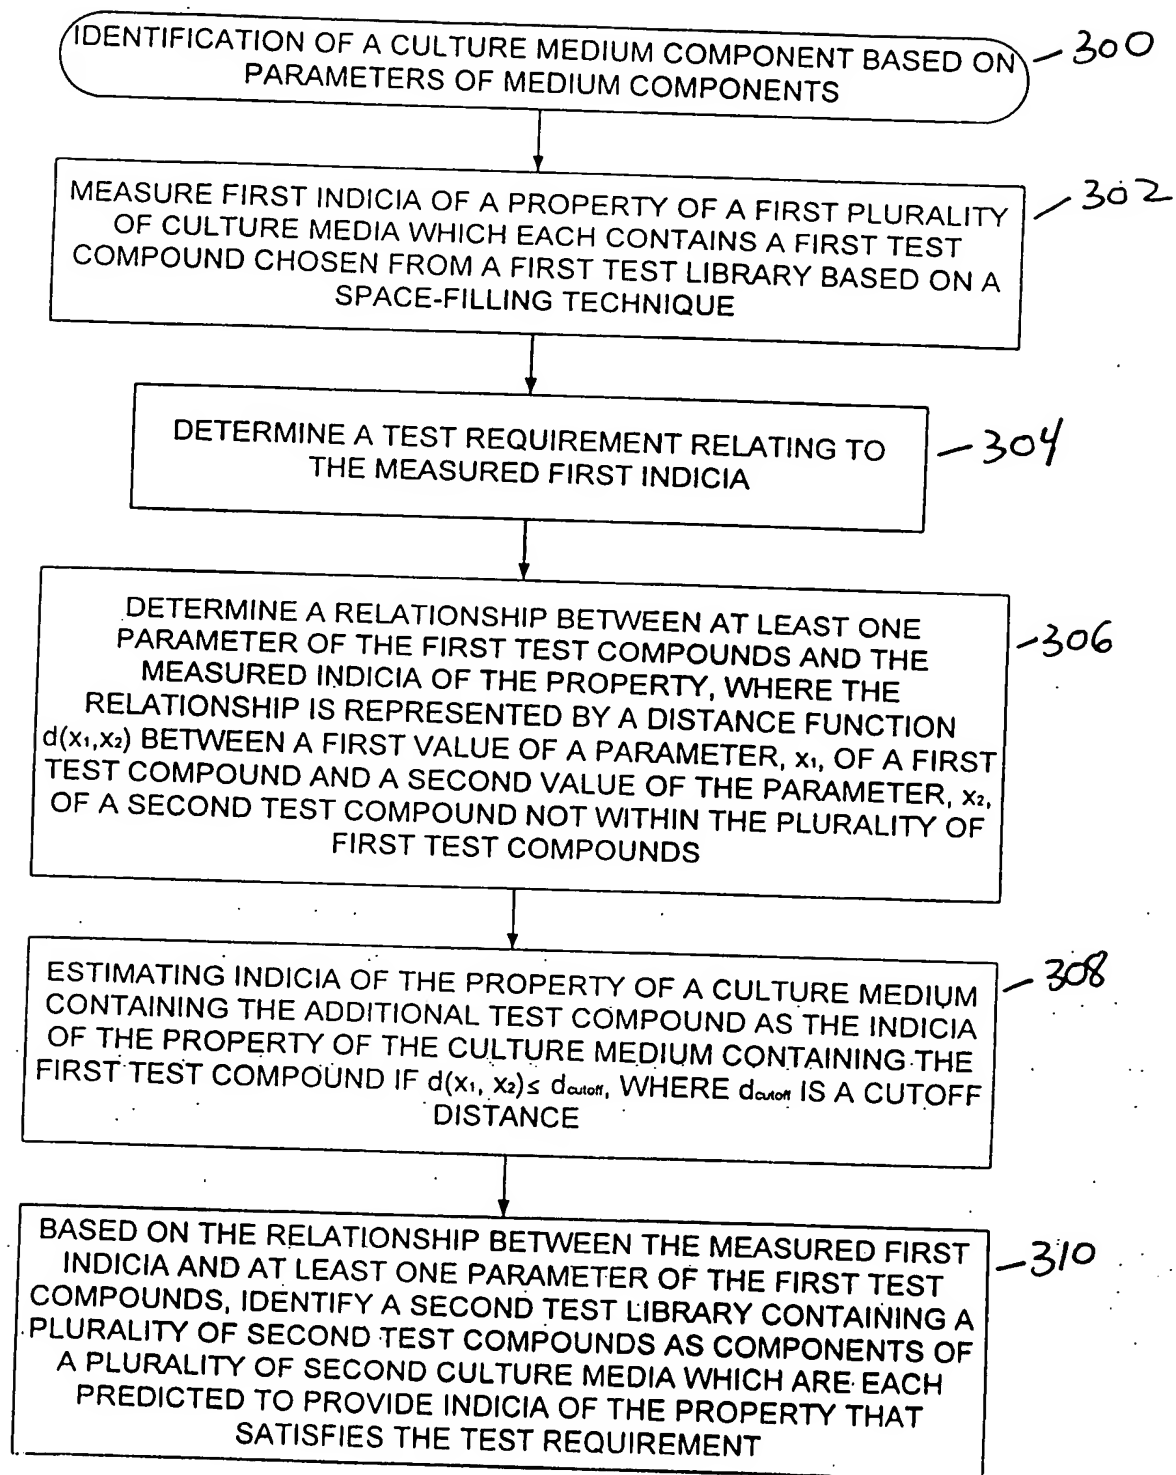 IDENTIFICATION OF A CULTURE MEDIUM COMPONENT BASED ON
PARAMETERS OF MEDIUM COMPONENTS
300
MEASURE FIRST INDICIA OF A PROPERTY OF A FIRST PLURALITY
OF CULTURE MEDIA WHICH EACH CONTAINS A FIRST TEST
COMPOUND CHOSEN FROM A FIRST TEST LIBRARY BASED ON A
SPACE-FILLING TECHNIQUE
302
DETERMINE A TEST REQUIREMENT RELATING TO
THE MEASURED FIRST INDICIA
304
DETERMINE A RELATIONSHIP BETWEEN AT LEAST ONE
PARAMETER OF THE FIRST TEST COMPOUNDS AND THE
MEASURED INDICIA OF THE PROPERTY, WHERE THE
RELATIONSHIP IS REPRESENTED BY A DISTANCE FUNCTION
d(x₁,x₂) BETWEEN A FIRST VALUE OF A PARAMETER, x₁, OF A FIRST
TEST COMPOUND AND A SECOND VALUE OF THE PARAMETER, x₂,
OF A SECOND TEST COMPOUND NOT WITHIN THE PLURALITY OF
FIRST TEST COMPOUNDS
306
ESTIMATING INDICIA OF THE PROPERTY OF A CULTURE MEDIUM
CONTAINING THE ADDITIONAL TEST COMPOUND AS THE INDICIA
OF THE PROPERTY OF THE CULTURE MEDIUM CONTAINING THE
FIRST TEST COMPOUND IF d(x₁, x₂)≤ dcutoff, WHERE dcutoff IS A CUTOFF
DISTANCE
308
BASED ON THE RELATIONSHIP BETWEEN THE MEASURED FIRST
INDICIA AND AT LEAST ONE PARAMETER OF THE FIRST TEST
COMPOUNDS, IDENTIFY A SECOND TEST LIBRARY CONTAINING A
PLURALITY OF SECOND TEST COMPOUNDS AS COMPONENTS OF
A PLURALITY OF SECOND CULTURE MEDIA WHICH ARE EACH
PREDICTED TO PROVIDE INDICIA OF THE PROPERTY THAT
SATISFIES THE TEST REQUIREMENT
310